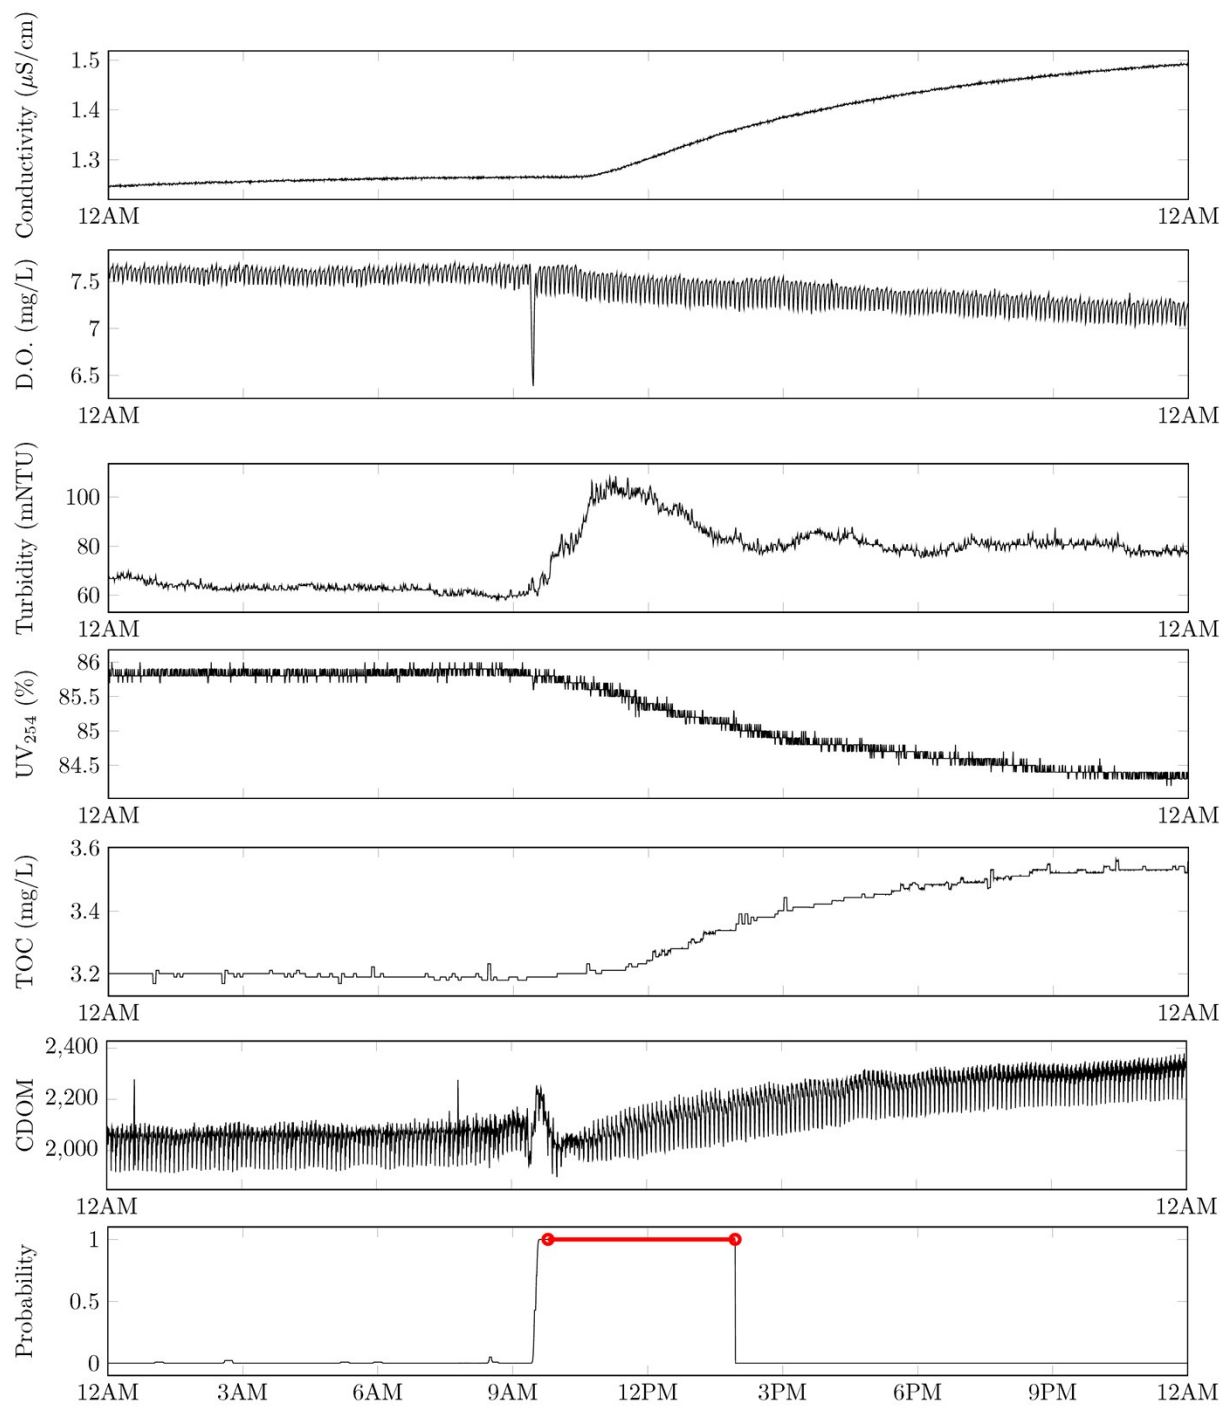 Conductivity (μS/cm)
1.5
1.4
1.3
12AM 12AM
D.O. (mg/L)
7.5
7
6.5
12AM 12AM
Turbidity (mNTU)
100
80
60
12AM 12AM
UV254 (%)
86
85.5
85
84.5
12AM 12AM
TOC (mg/L)
3.6
3.4
3.2
12AM 12AM
CDOM
2,400
2,200
2,000
12AM 12AM
Probability
1
0.5
0
12AM 3AM 6AM 9AM 12PM 3PM 6PM 9PM 12AM